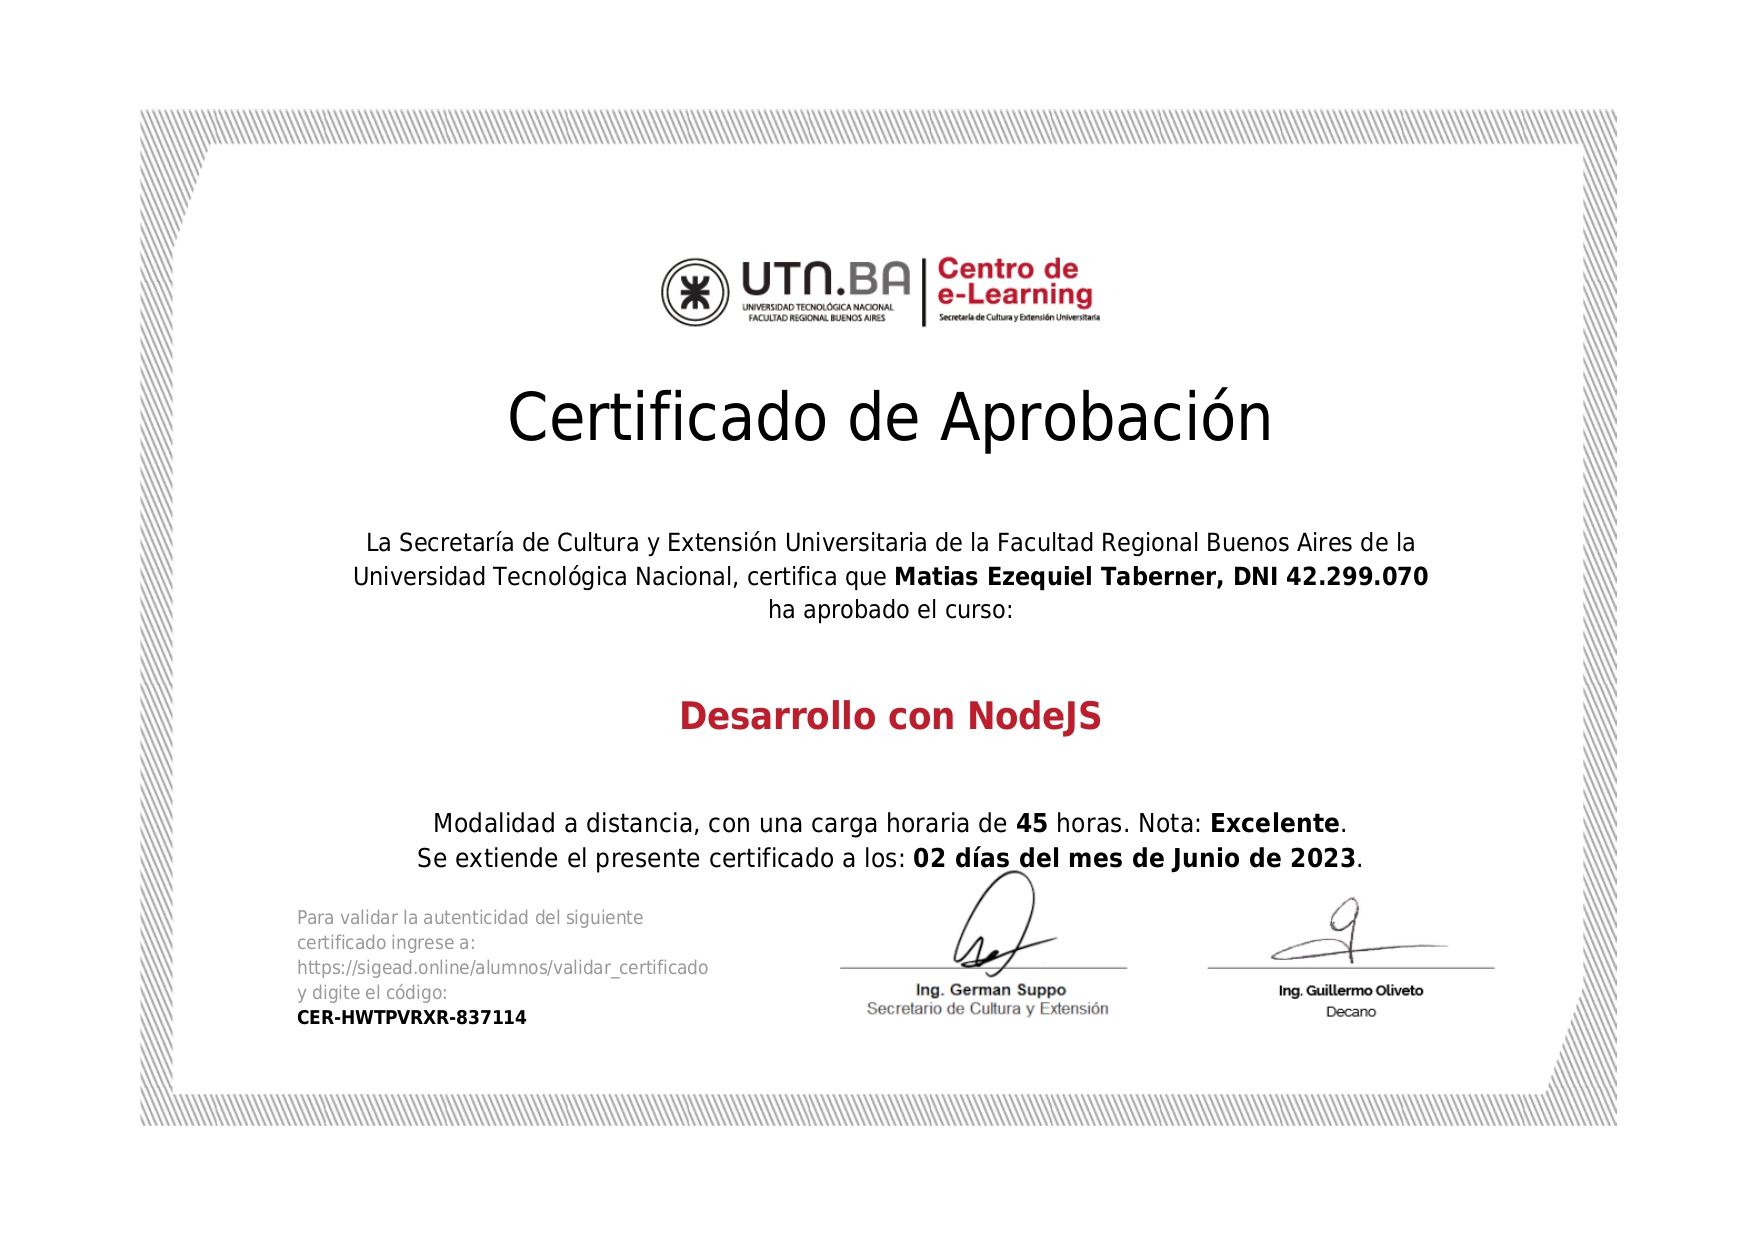 UTN.BA
UNIVERSIDAD TECNOLÓGICA NACIONAL
FACULTAD REGIONAL BUENOS AIRES
Centro de
e-Learning
Secretaría de Cultura y Extensión Universitaria
Certificado de Aprobación
La Secretaría de Cultura y Extensión Universitaria de la Facultad Regional Buenos Aires de la
Universidad Tecnológica Nacional, certifica que Matias Ezequiel Taberner, DNI 42.299.070
ha aprobado el curso:
Desarrollo con NodeJS
Modalidad a distancia, con una carga horaria de 45 horas. Nota: Excelente.
Se extiende el presente certificado a los: 02 días del mes de Junio de 2023.
Para validar la autenticidad del siguiente
certificado ingrese a:
https://sigead.online/alumnos/validar_certificado
y digite el código:
CER-HWTPVRXR-837114
Ing. German Suppo
Secretario de Cultura y Extensión
Ing. Guillermo Oliveto
Decano